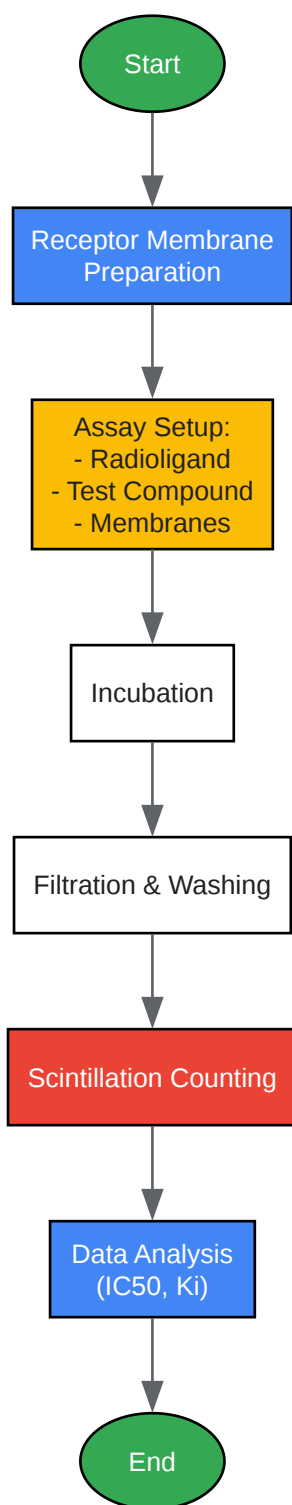 Start
Receptor Membrane
Preparation
Assay Setup:
- Radioligand
- Test Compound
- Membranes
Incubation
Filtration & Washing
Scintillation Counting
Data Analysis
(IC50, Ki)
End